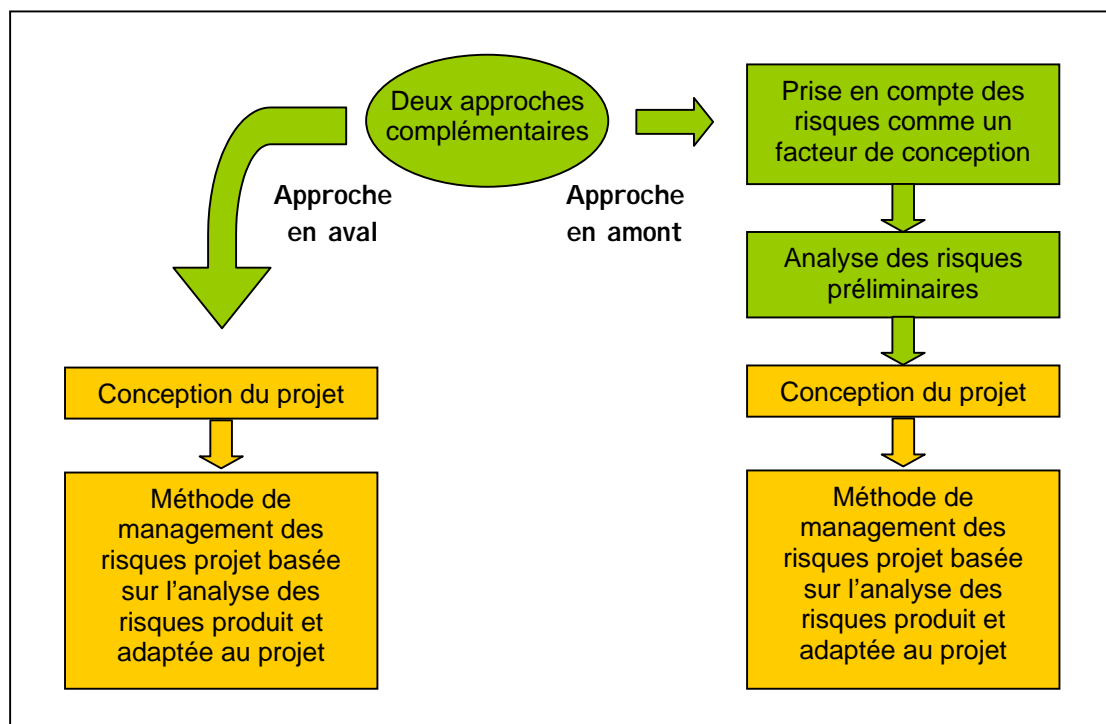 Deux approches
complémentaires
Approche
en aval
Approche
en amont
Prise en compte des
risques comme un
facteur de conception
Analyse des risques
préliminaires
Conception du projet
Méthode de
management des
risques projet basée
sur l’analyse des
risques produit et
adaptée au projet
Conception du projet
Méthode de
management des
risques projet basée
sur l’analyse des
risques produit et
adaptée au projet